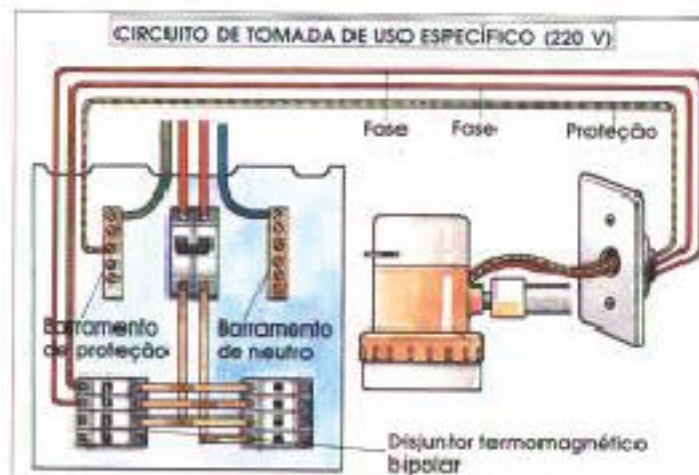 CIRCUITO DE TOMADA DE USO ESPECÍFICO (220 V)
Fase Fase Proteção
Barramento
de proteção
Barramento
de neutro
Disjuntor termomagnético
bipolar